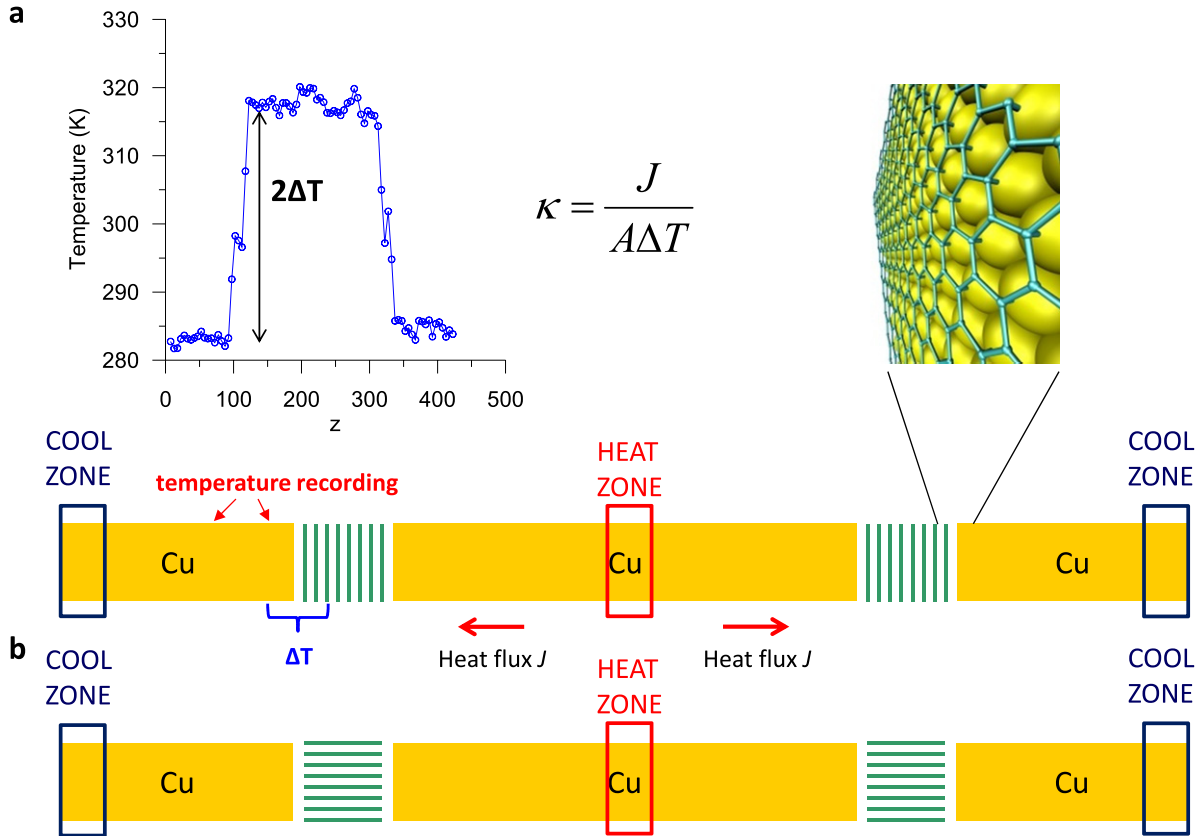 a
330
320
310
300
290
280
Temperature (K)
0 100 200 300 400 500
z
2ΔT
κ = J / AΔT
COOL
ZONE
temperature recording
HEAT
ZONE
COOL
ZONE
Cu
Cu
Cu
ΔT
Heat flux J
Heat flux J
b
COOL
ZONE
HEAT
ZONE
COOL
ZONE
Cu
Cu
Cu